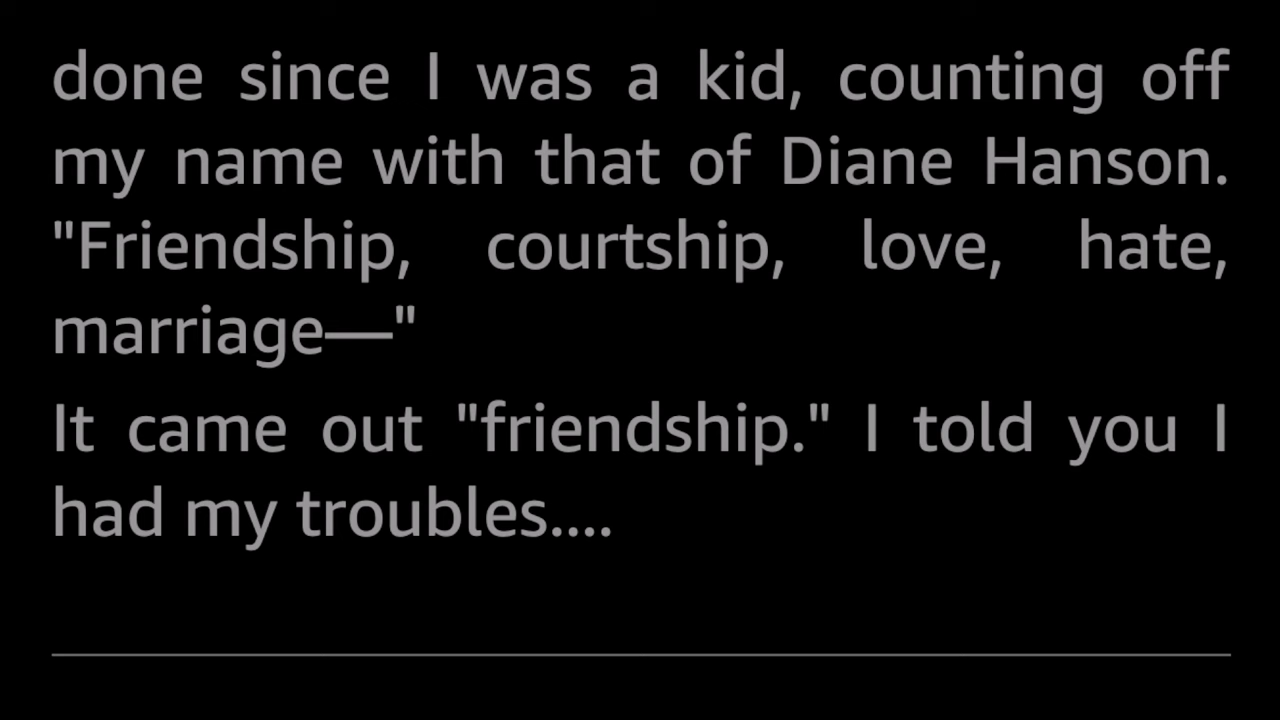 done since I was a kid, counting off
my name with that of Diane Hanson.
"Friendship, courtship, love, hate,
marriage—"
It came out "friendship." I told you I
had my troubles....